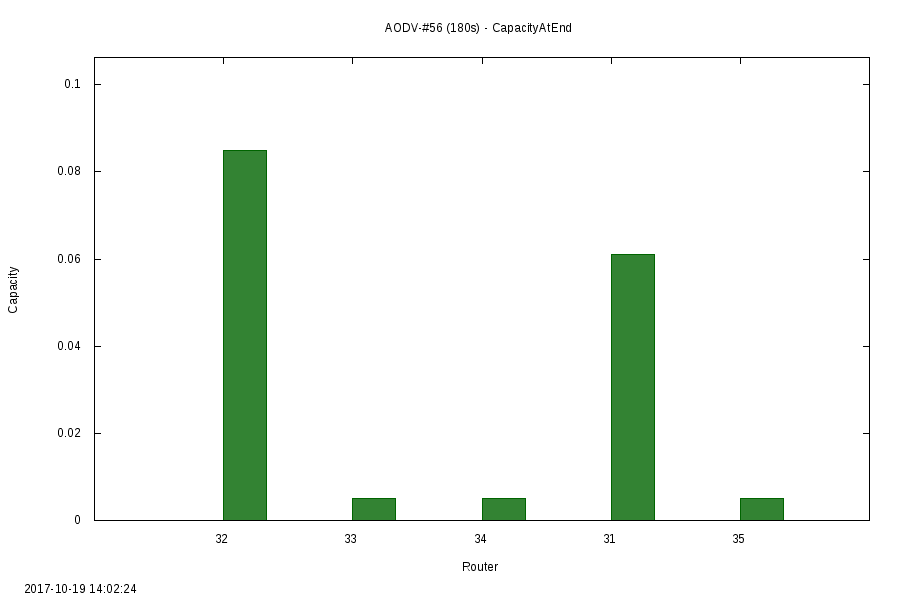 AODV-#56 (180s) - CapacityAtEnd
0.1
0.08
0.06
0.04
0.02
0
Capacity
32 33 34 31 35
Router
2017-10-19 14:02:24